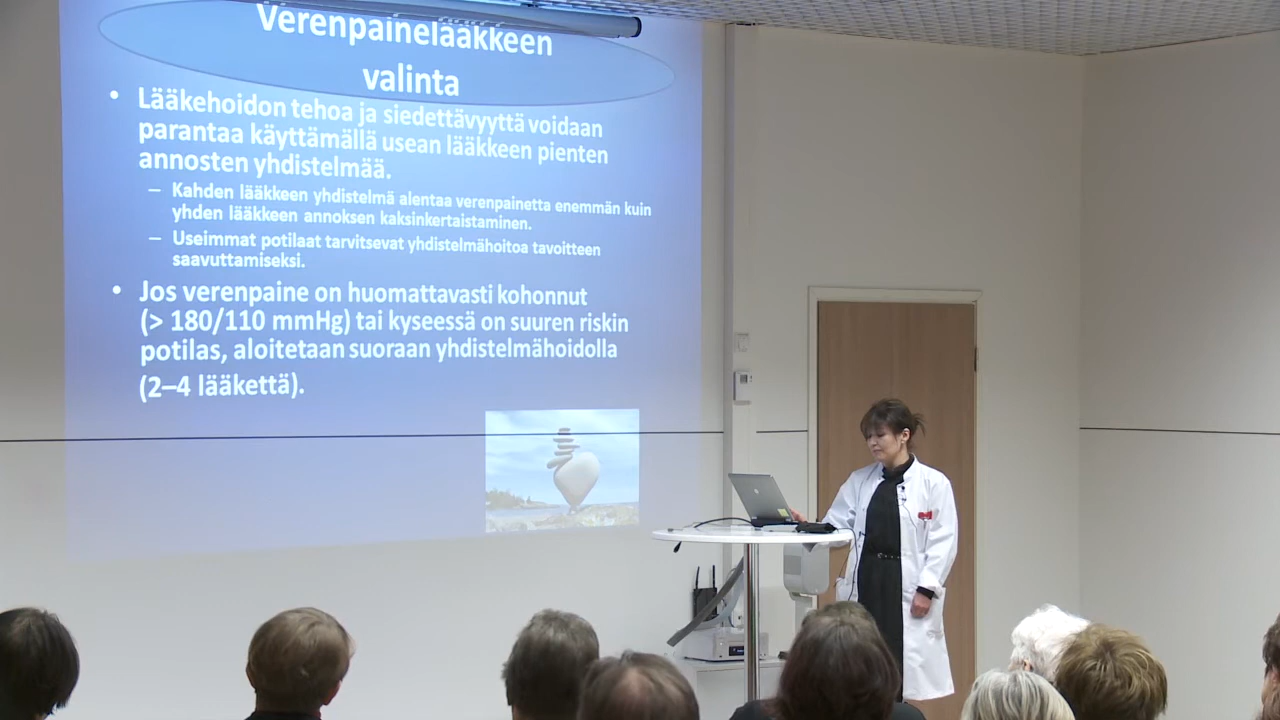 Verenpainelääkkeen
valinta
• Lääkehoidon tehoa ja siedettävyyttä voidaan
parantaa käyttämällä usean lääkkeen pienten
annosten yhdistelmää.
– Kahden lääkkeen yhdistelmä alentaa verenpainetta enemmän kuin
yhden lääkkeen annoksen kaksinkertaistaminen.
– Useimmat potilaat tarvitsevat yhdistelmähoitoa tavoitteen
saavuttamiseksi.
• Jos verenpaine on huomattavasti kohonnut
(> 180/110 mmHg) tai kyseessä on suuren riskin
potilas, aloitetaan suoraan yhdistelmähoidolla
(2–4 lääkettä).